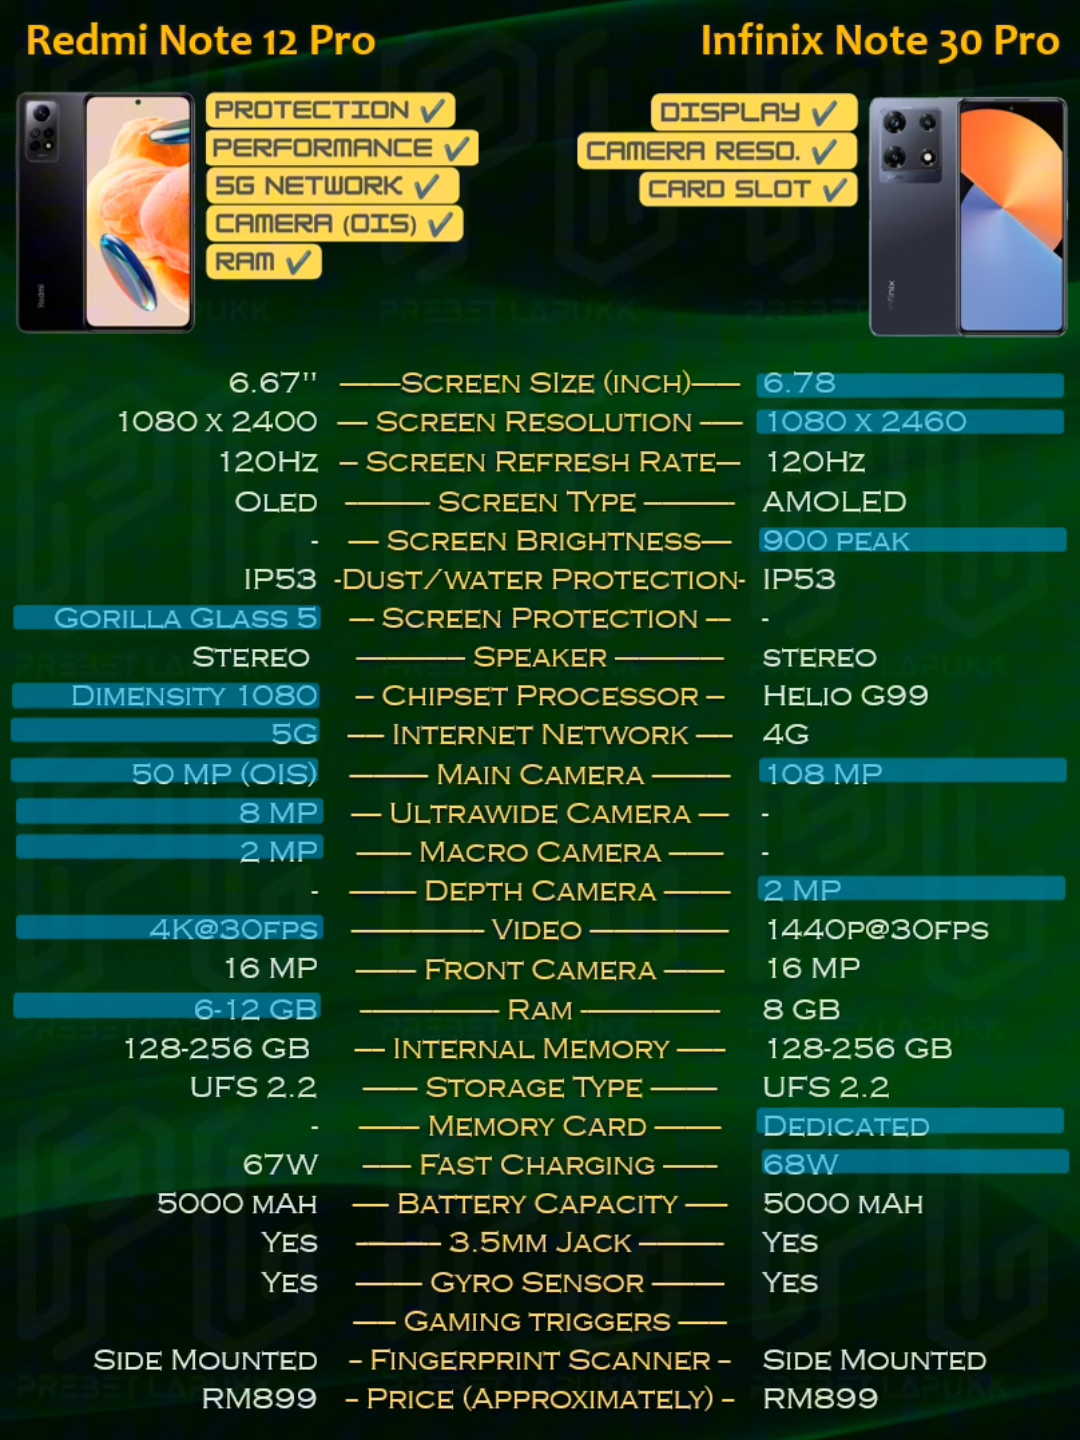 Redmi Note 12 Pro
Infinix Note 30 Pro
PROTECTION ✓
PERFORMANCE ✓
5G NETWORK ✓
CAMERA (OIS) ✓
RAM ✓
DISPLAY ✓
CAMERA RESO. ✓
CARD SLOT ✓
Redmi
Infinix
PREBET LAPUKK
6.67" ——Screen SIze (inch)—— 6.78
1080 x 2400 — Screen Resolution — 1080 x 2460
120Hz – Screen Refresh Rate— 120Hz
Oled ——— Screen Type ——— AMOLED
- — Screen Brightness— 900 peak
IP53 -Dust/water Protection- IP53
Gorilla Glass 5 — Screen Protection -- -
Stereo ———— Speaker ———— stereo
Dimensity 1080 – Chipset Processor – Helio G99
5G –– Internet Network –– 4G
50 MP (OIS) ——— Main Camera ——— 108 MP
8 MP — Ultrawide Camera — -
2 MP —— Macro Camera —— -
- —— Depth Camera —— 2 MP
4K@30fps ————— Video ————— 1440p@30fps
16 MP —— Front Camera —— 16 MP
6-12 GB ————— Ram ————— 8 GB
128-256 GB –– Internal Memory —– 128-256 GB
UFS 2.2 —— Storage Type —— UFS 2.2
- —— Memory Card —— Dedicated
67W —– Fast Charging —— 68W
5000 mAh — Battery Capacity — 5000 mAh
Yes ——— 3.5mm Jack ——— Yes
Yes —— Gyro Sensor —— Yes
—– Gaming triggers —–
Side Mounted – Fingerprint Scanner – Side Mounted
RM899 – Price (Approximately) – RM899